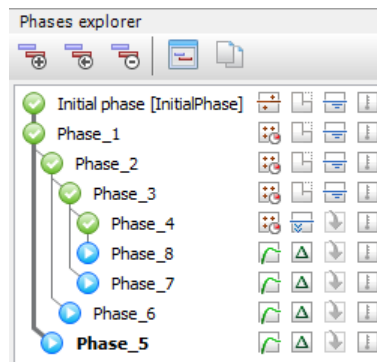 Phases explorer
Initial phase [InitialPhase]
Phase_1
Phase_2
Phase_3
Phase_4
Phase_8
Phase_7
Phase_6
Phase_5